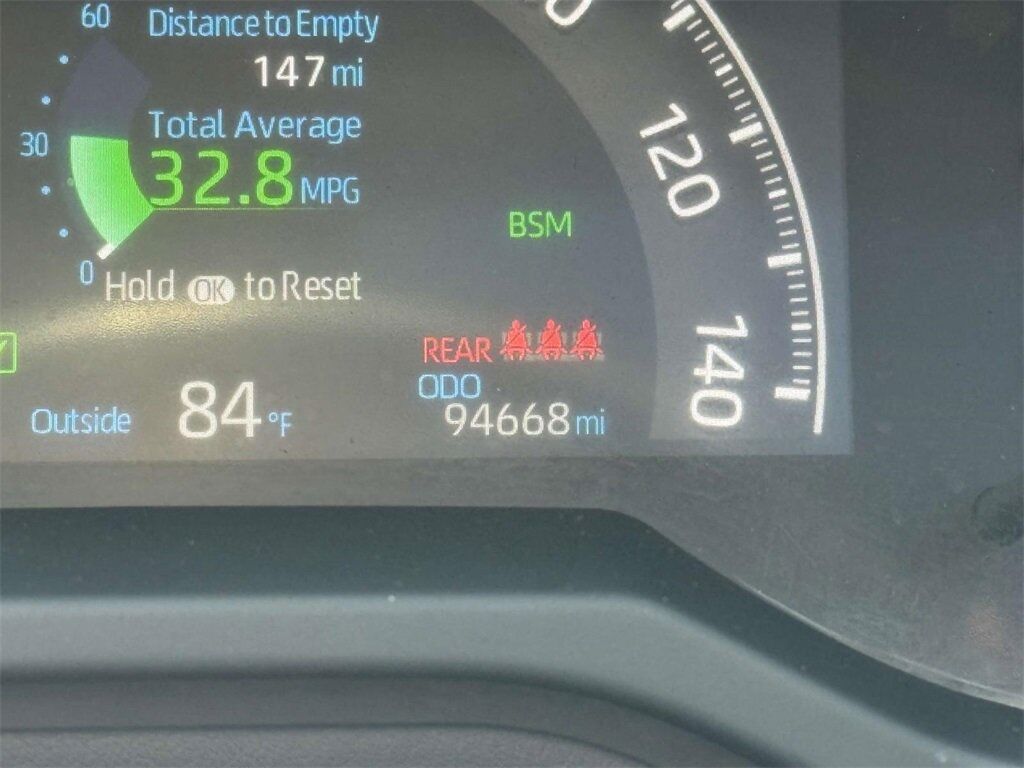 60
Distance to Empty
147 mi
Total Average
30
32.8 MPG
BSM
0
Hold OK to Reset
REAR
ODO
Outside 84 °F
94668 mi
120
140